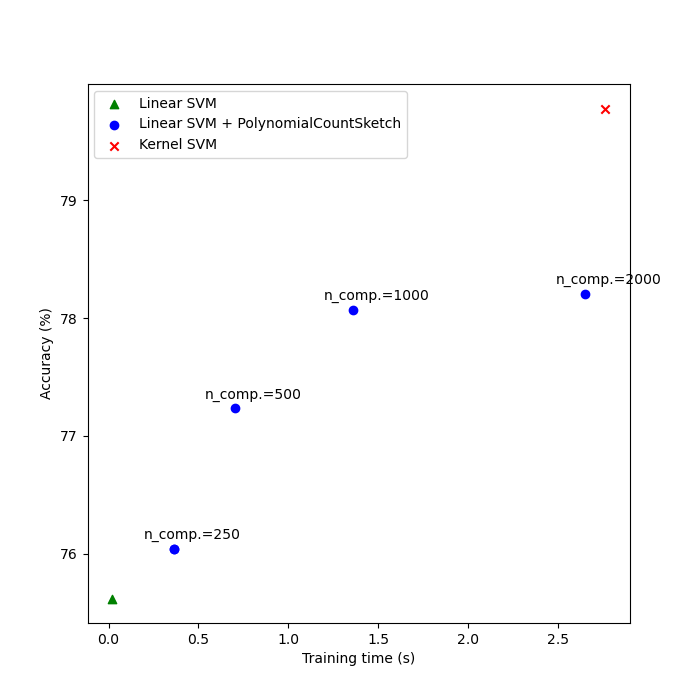 Linear SVM
Linear SVM + PolynomialCountSketch
Kernel SVM
79
78
77
76
Accuracy (%)
n_comp.=2000
n_comp.=1000
n_comp.=500
n_comp.=250
0.0 0.5 1.0 1.5 2.0 2.5
Training time (s)